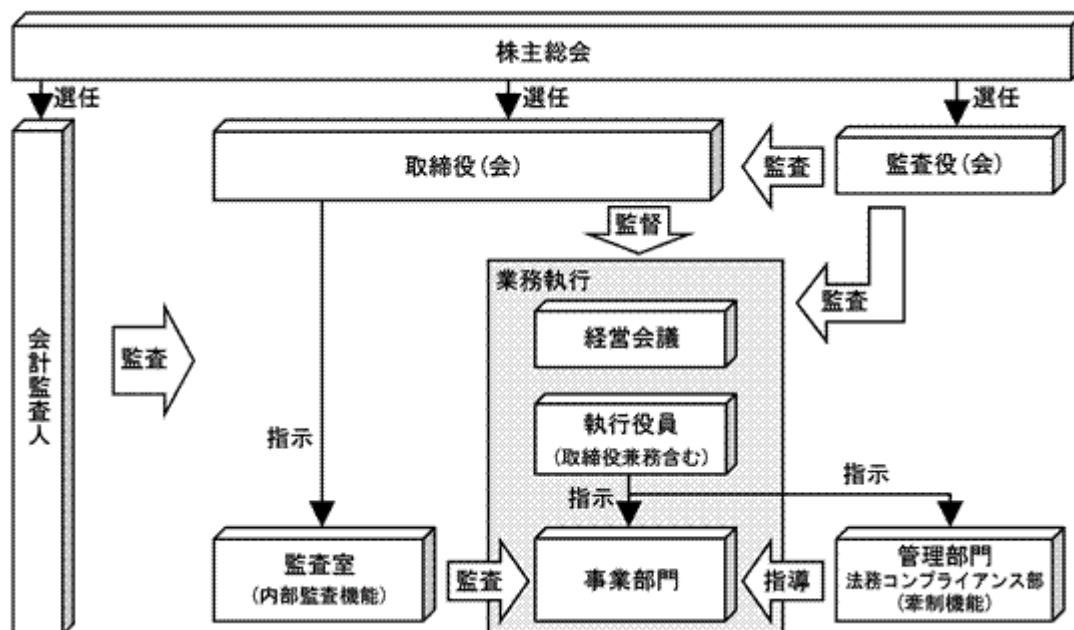 株主総会
選任
選任
選任
取締役(会)
監査
監査役(会)
監督
業務執行
監査
経営会議
会計監査人
監査
執行役員
(取締役兼務含む)
指示
指示
指示
監査室
(内部監査機能)
監査
事業部門
指導
管理部門
法務コンプライアンス部
(牽制機能)